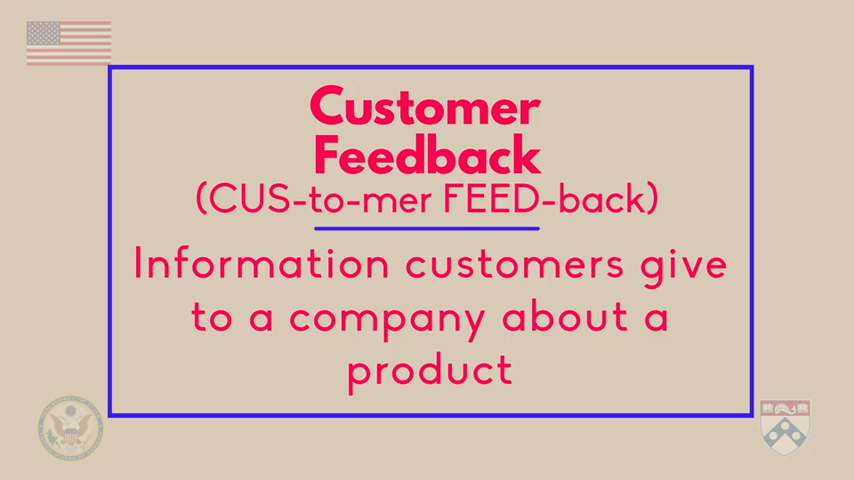 Customer
Feedback
(CUS-to-mer FEED-back)
Information customers give
to a company about a
product